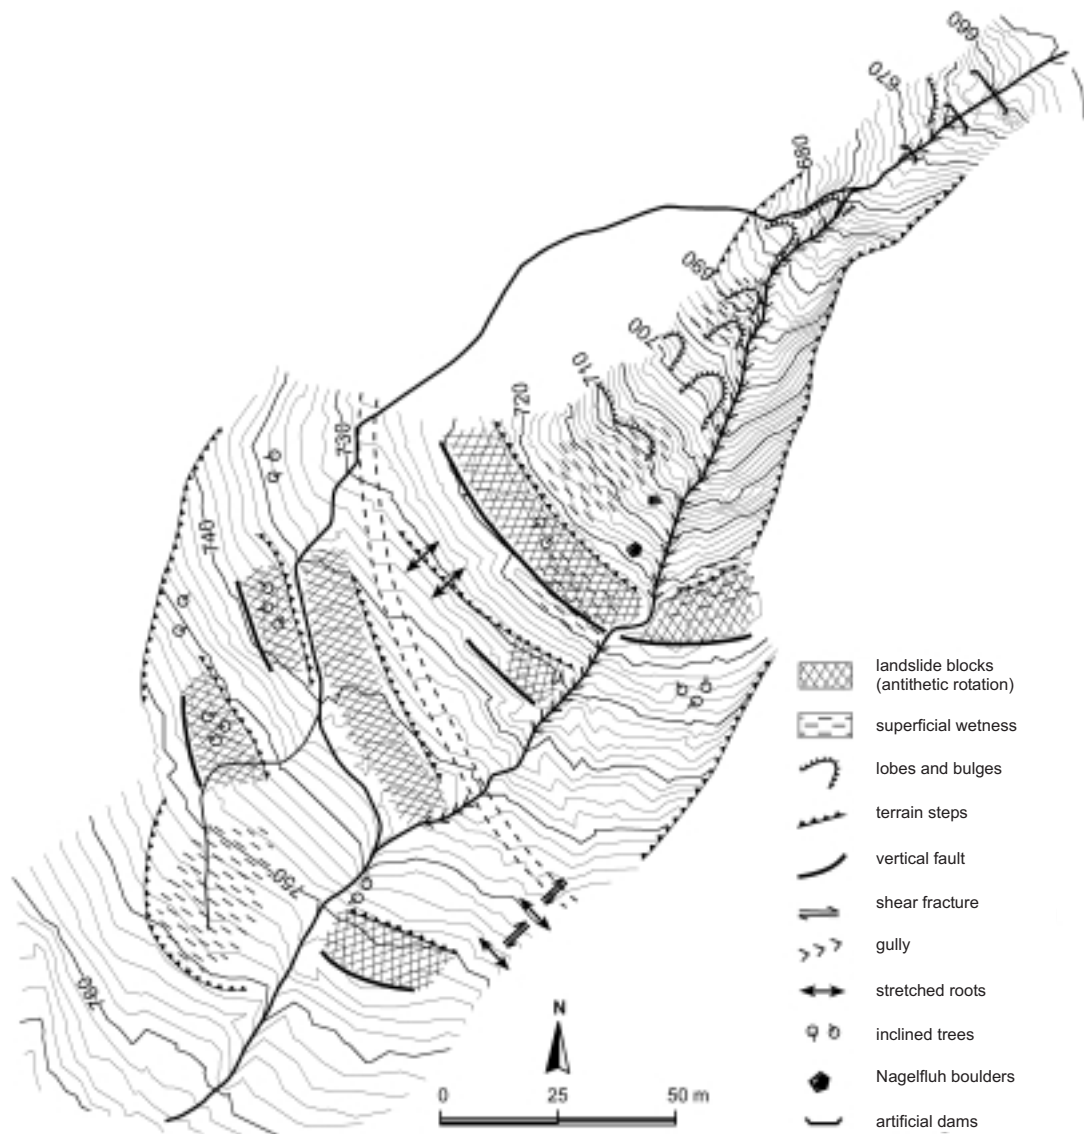 660
670
680
690
700
710
720
730
740
750
760
landslide blocks
(antithetic rotation)
superficial wetness
lobes and bulges
terrain steps
vertical fault
shear fracture
gully
stretched roots
inclined trees
Nagelfluh boulders
artificial dams
N
0 25 50 m